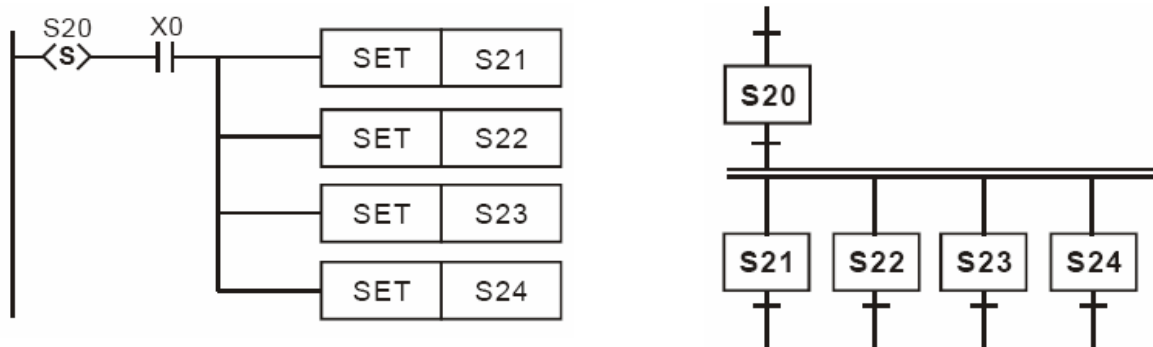 S20 X0
S
SET S21
SET S22
SET S23
SET S24
S20
S21 S22 S23 S24